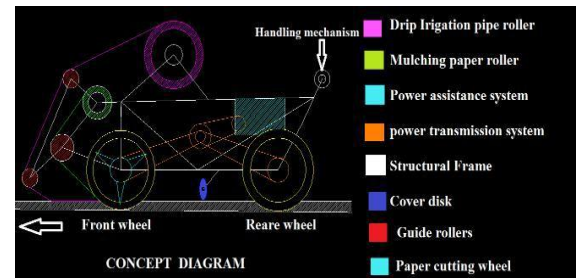 Handling mechanism
Front wheel
Reare wheel
CONCEPT DIAGRAM
Drip Irigation pipe roller
Mulching paper roller
Power assistance system
power transmission system
Structural Frame
Cover disk
Guide rollers
Paper cutting wheel